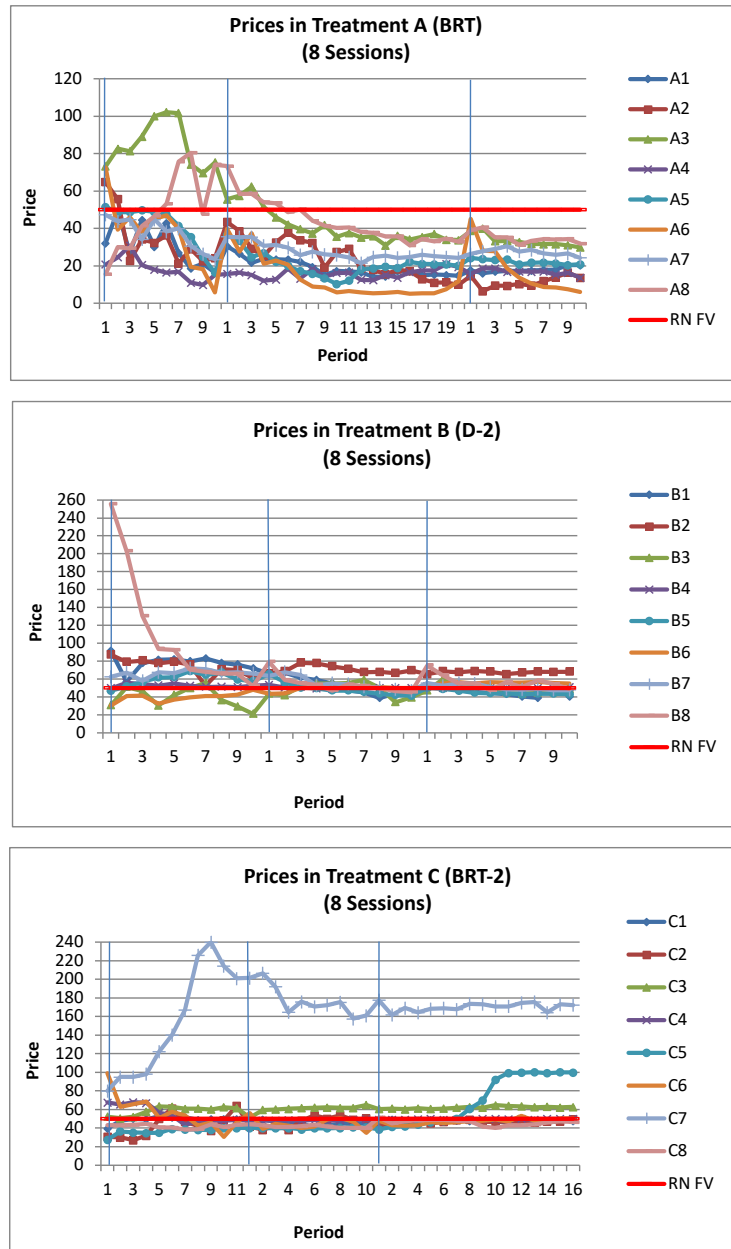 Prices in Treatment A (BRT)
(8 Sessions)
120
100
80
60
40
20
0
Price
1 3 5 7 9 1 3 5 7 9 11 13 15 17 19 1 3 5 7 9
Period
A1
A2
A3
A4
A5
A6
A7
A8
RN FV
Prices in Treatment B (D-2)
(8 Sessions)
260
240
220
200
180
160
140
120
100
80
60
40
20
0
Price
1 3 5 7 9 1 3 5 7 9 1 3 5 7 9
Period
B1
B2
B3
B4
B5
B6
B7
B8
RN FV
Prices in Treatment C (BRT-2)
(8 Sessions)
240
220
200
180
160
140
120
100
80
60
40
20
0
Price
1 3 5 7 9 11 2 4 6 8 10 2 4 6 8 10 12 14 16
Period
C1
C2
C3
C4
C5
C6
C7
C8
RN FV